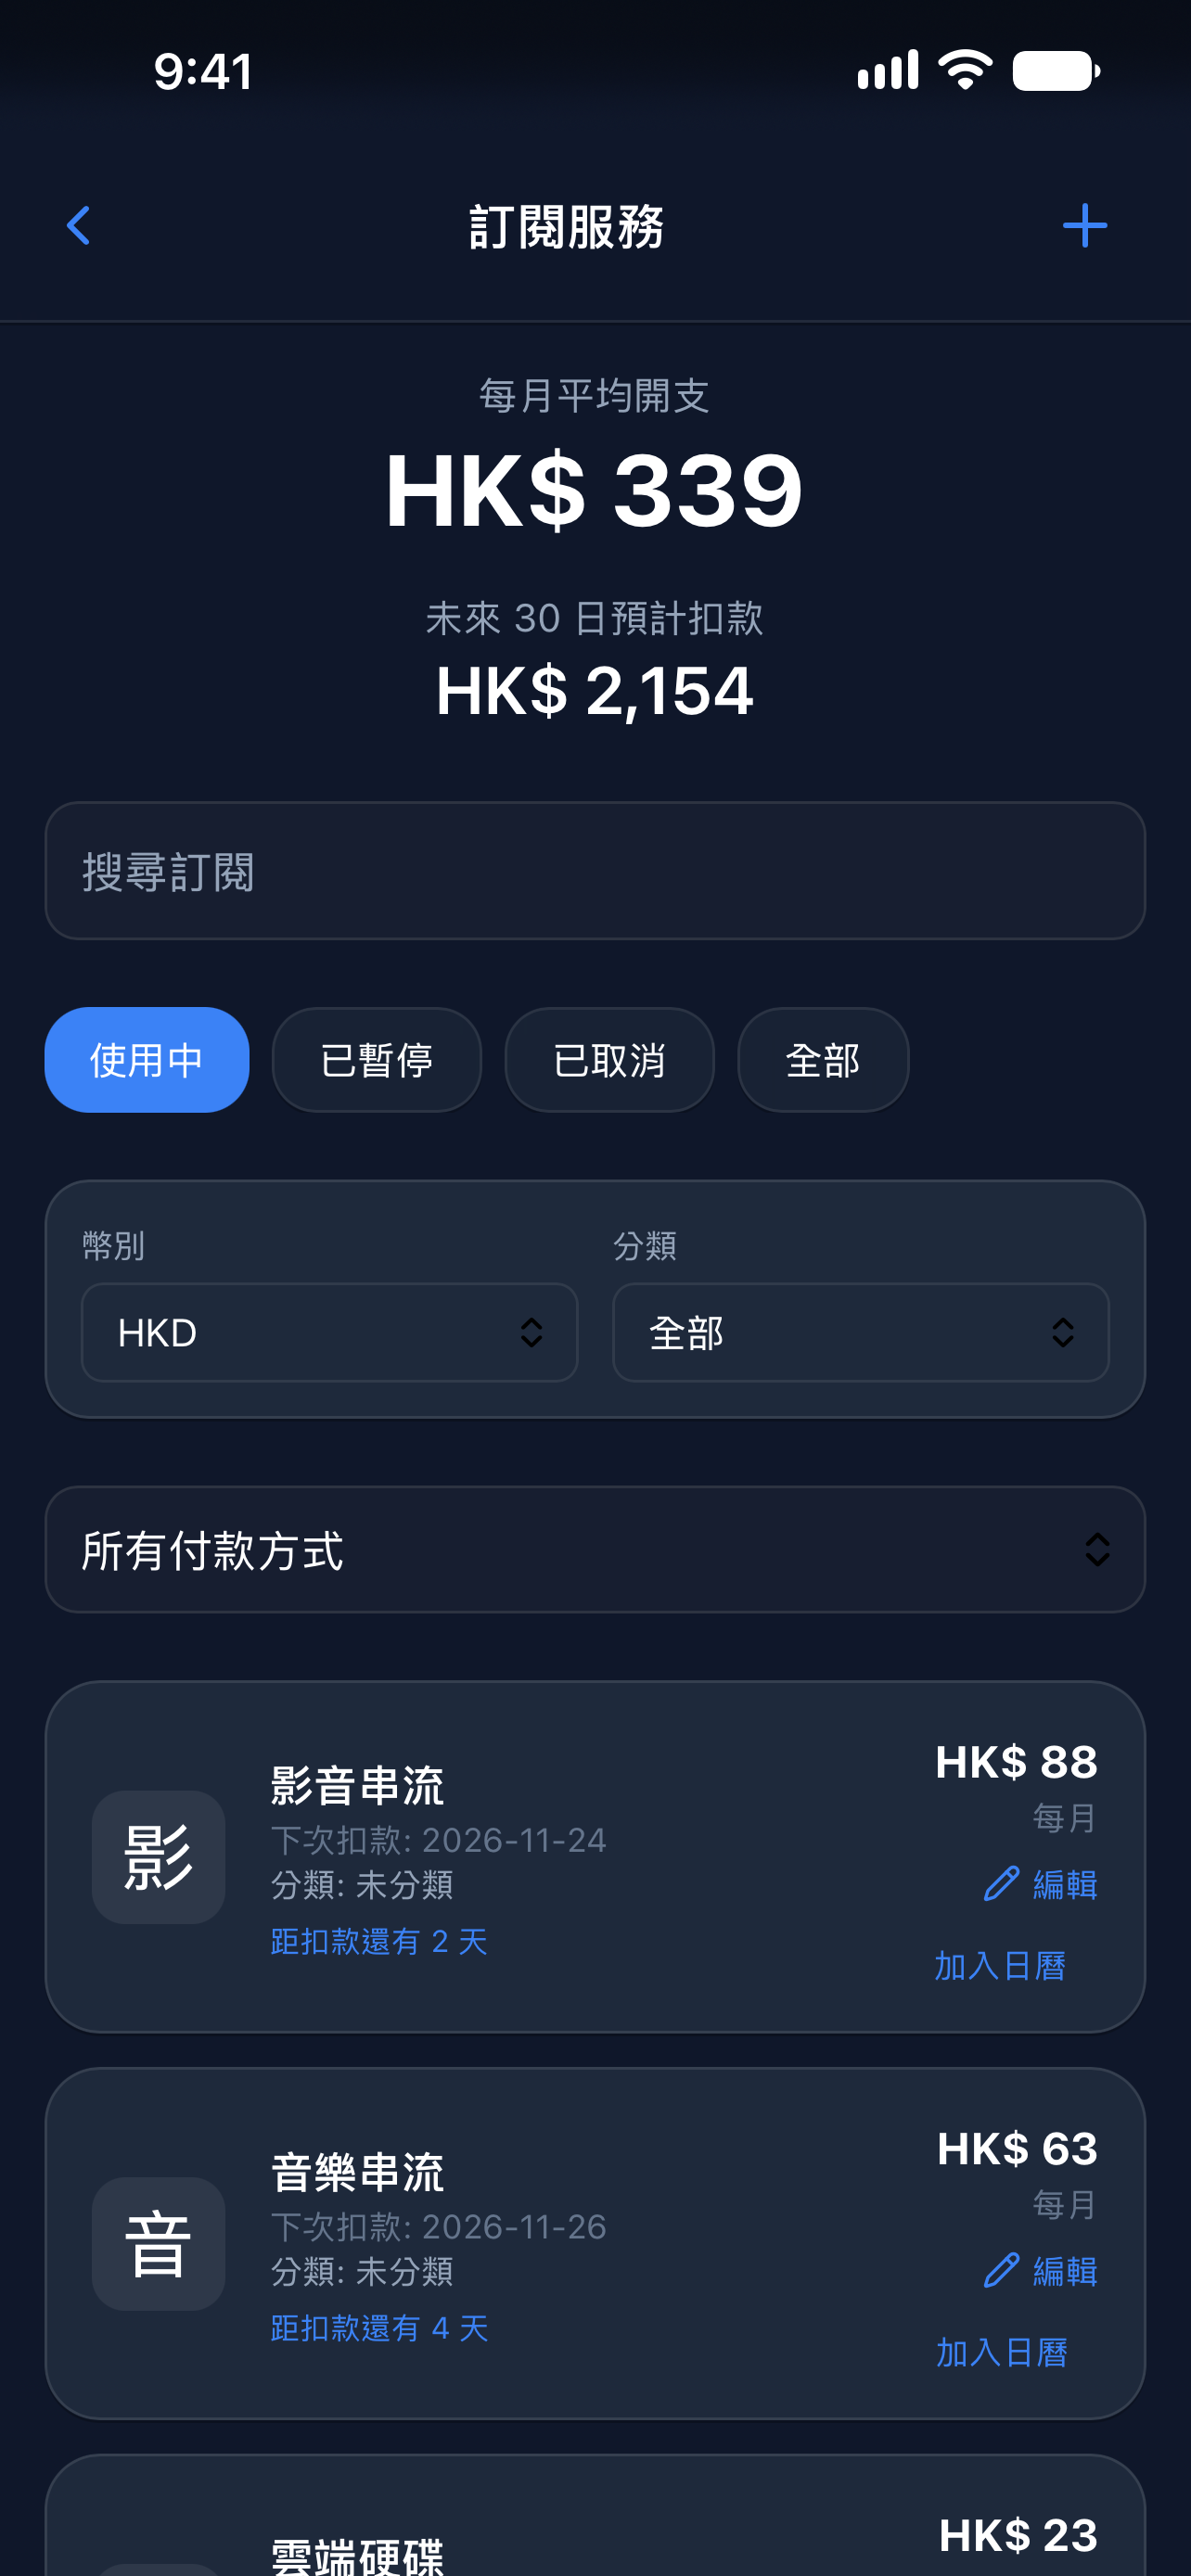 9:41
訂閱服務
每月平均開支
HK$ 339
未來 30 日預計扣款
HK$ 2,154
搜尋訂閱
使用中
已暫停
已取消
全部
幣別
分類
HKD
全部
所有付款方式
影
影音串流
下次扣款: 2026-11-24
分類: 未分類
距扣款還有 2 天
HK$ 88
每月
編輯
加入日曆
音
音樂串流
下次扣款: 2026-11-26
分類: 未分類
距扣款還有 4 天
HK$ 63
每月
編輯
加入日曆
雲端硬碟
HK$ 23